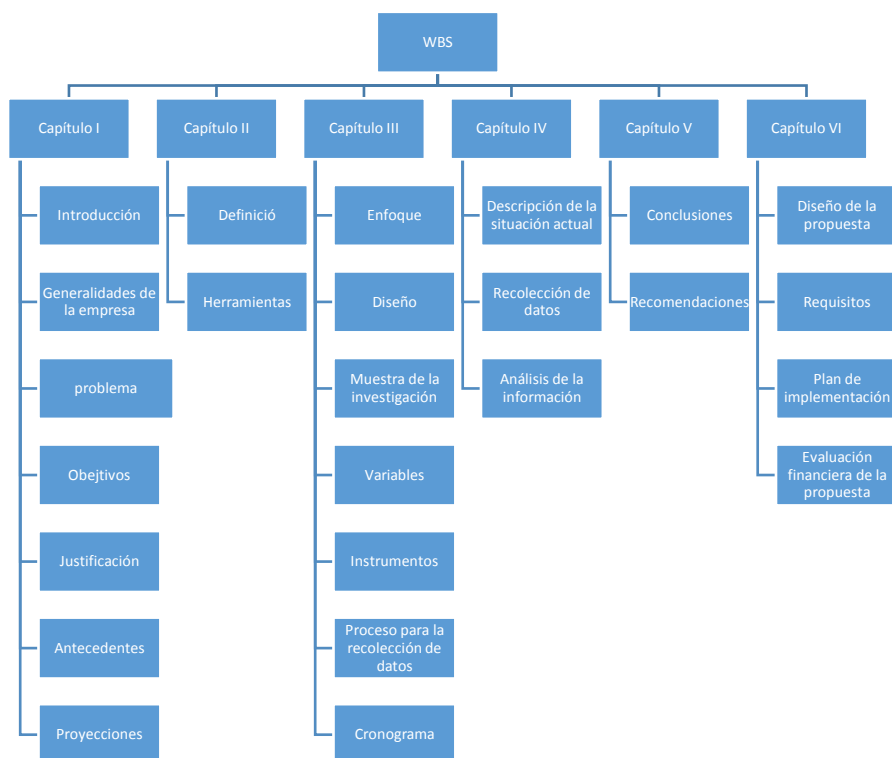 WBS
Capítulo I
Capítulo II
Capítulo III
Capítulo IV
Capítulo V
Capítulo VI
Introducción
Generalidades de
la empresa
problema
Obejtivos
Justificación
Antecedentes
Proyecciones
Definició
Herramientas
Enfoque
Diseño
Muestra de la
investigación
Variables
Instrumentos
Proceso para la
recolección de
datos
Cronograma
Descripción de la
situación actual
Recolección de
datos
Análisis de la
información
Conclusiones
Recomendaciones
Diseño de la
propuesta
Requisitos
Plan de
implementación
Evaluación
financiera de la
propuesta